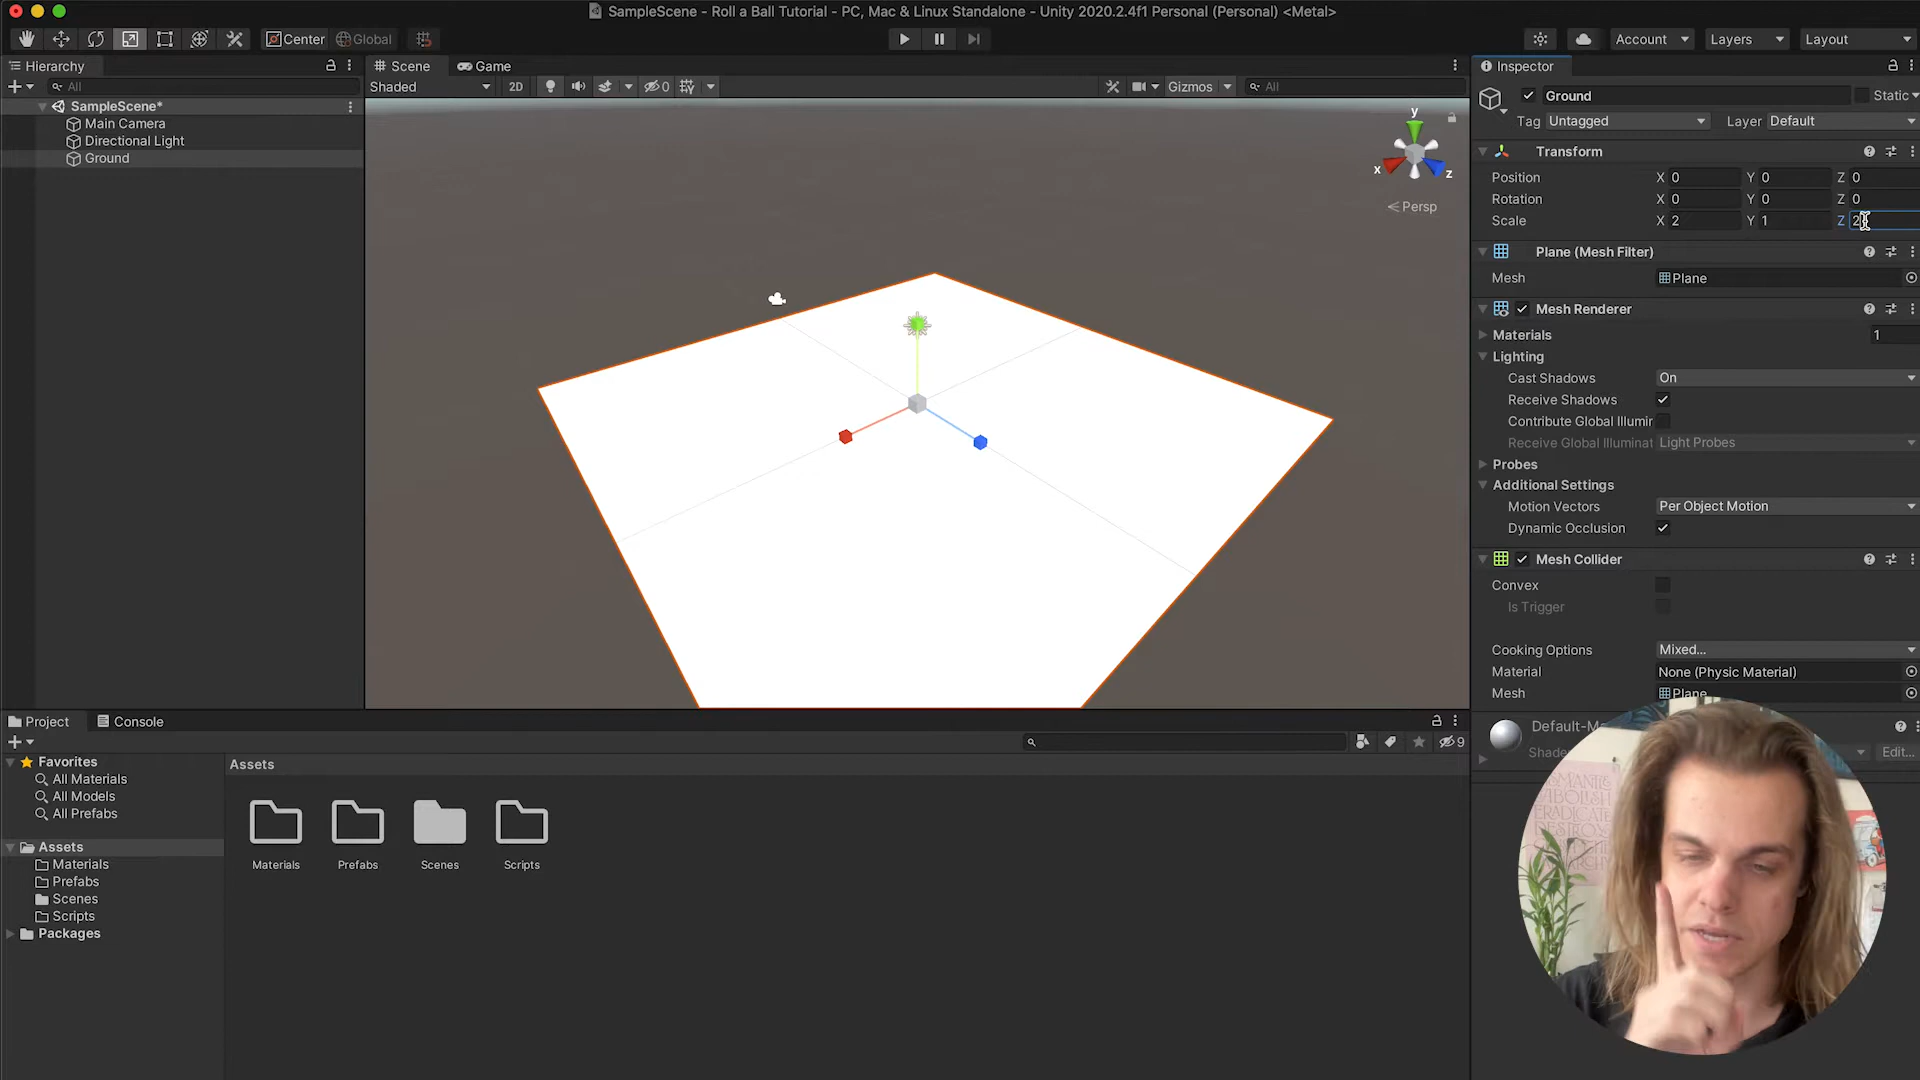 SampleScene - Roll a Ball Tutorial - PC, Mac & Linux Standalone - Unity 2020.2.4f1 Personal (Personal) <Metal>
Center Global Account Layers Layout
Hierarchy
All
SampleScene*
Main Camera
Directional Light
Ground
Scene Game
Shaded 2D 0 Gizmos All
y
x z
Persp
Inspector
Ground Static
Tag Untagged Layer Default
Transform
Position X 0 Y 0 Z 0
Rotation X 0 Y 0 Z 0
Scale X 2 Y 1 Z 2
Plane (Mesh Filter)
Mesh Plane
Mesh Renderer
Materials 1
Lighting
Cast Shadows On
Receive Shadows
Contribute Global Illumir
Receive Global Illuminat Light Probes
Probes
Additional Settings
Motion Vectors Per Object Motion
Dynamic Occlusion
Mesh Collider
Convex
Is Trigger
Cooking Options Mixed...
Material None (Physic Material)
Mesh Plane
Default-Ma
Shade Edit...
Project Console
9
Favorites
All Materials
All Models
All Prefabs
Assets
Materials
Prefabs
Scenes
Scripts
Packages
Assets
Materials Prefabs Scenes Scripts